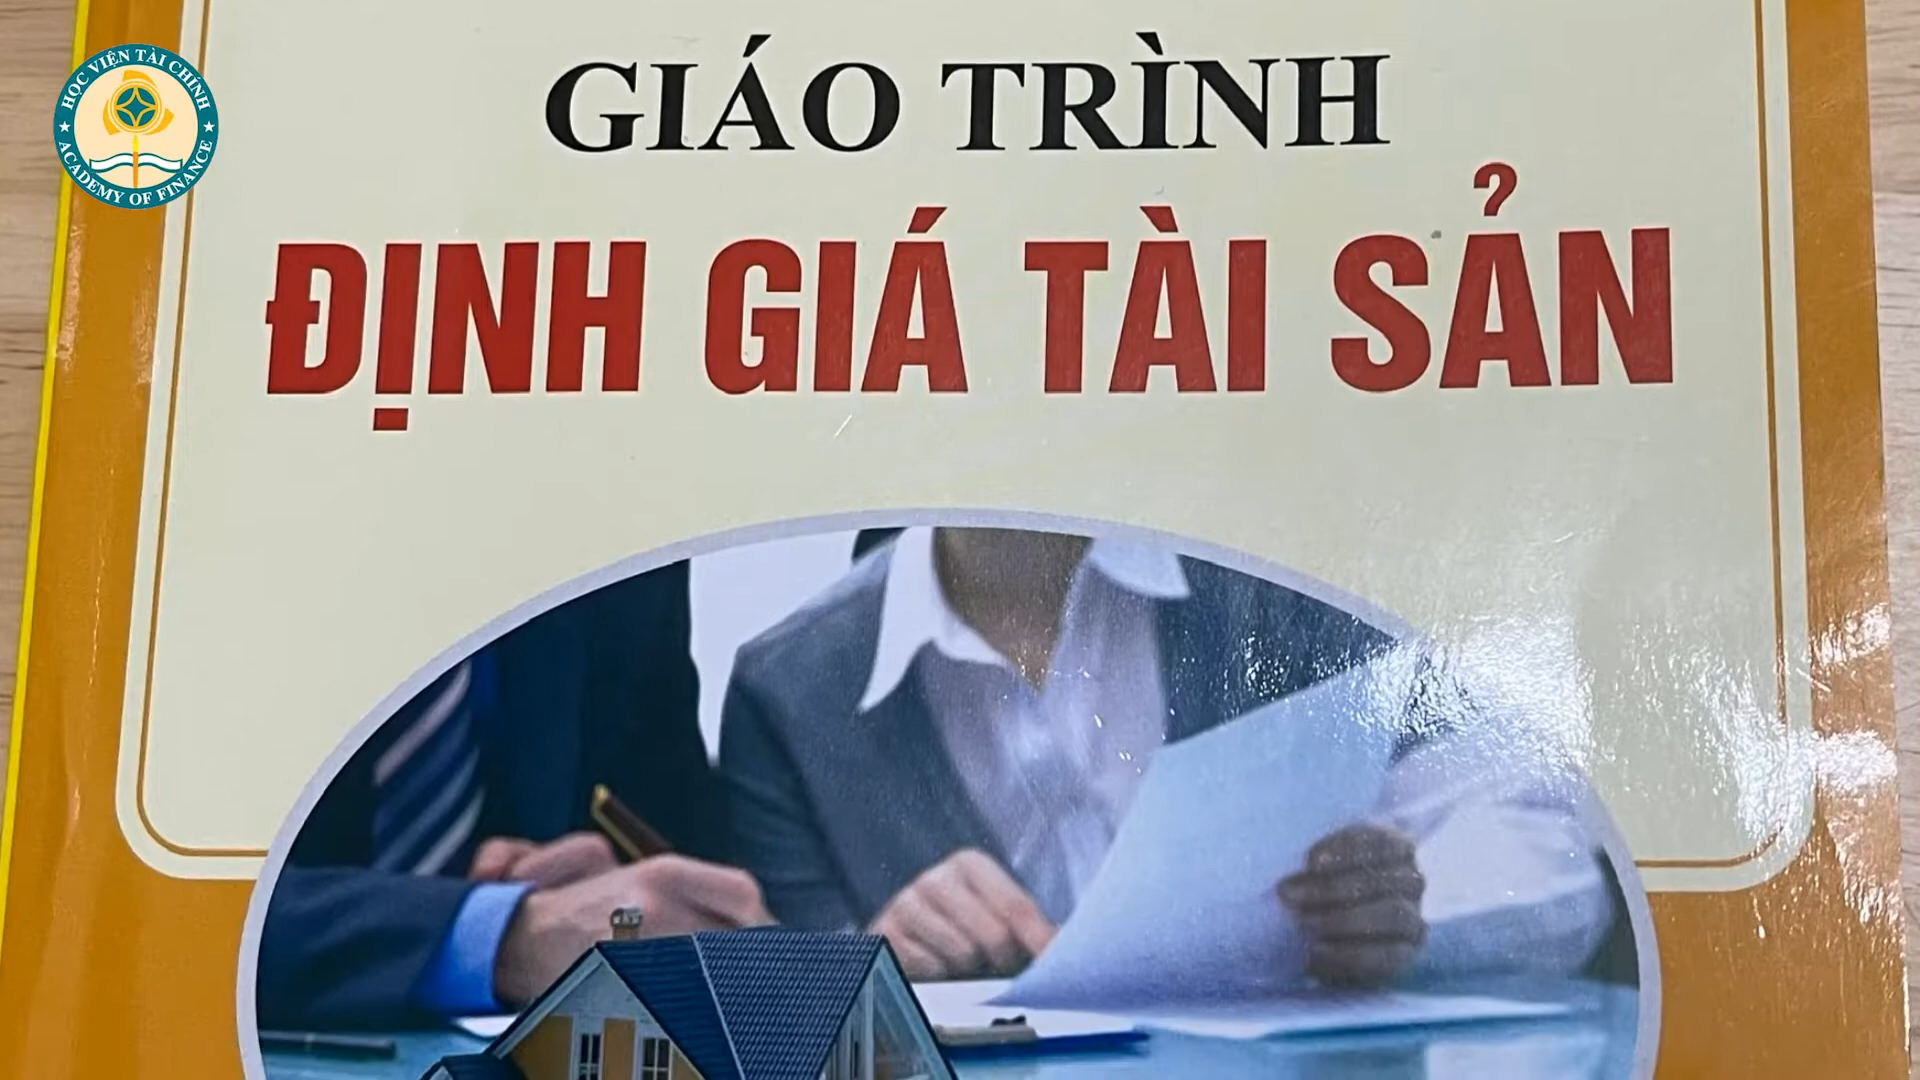 HỌC VIỆN TÀI CHÍNH
ACADEMY OF FINANCE
GIÁO TRÌNH
ĐỊNH GIÁ TÀI SẢN